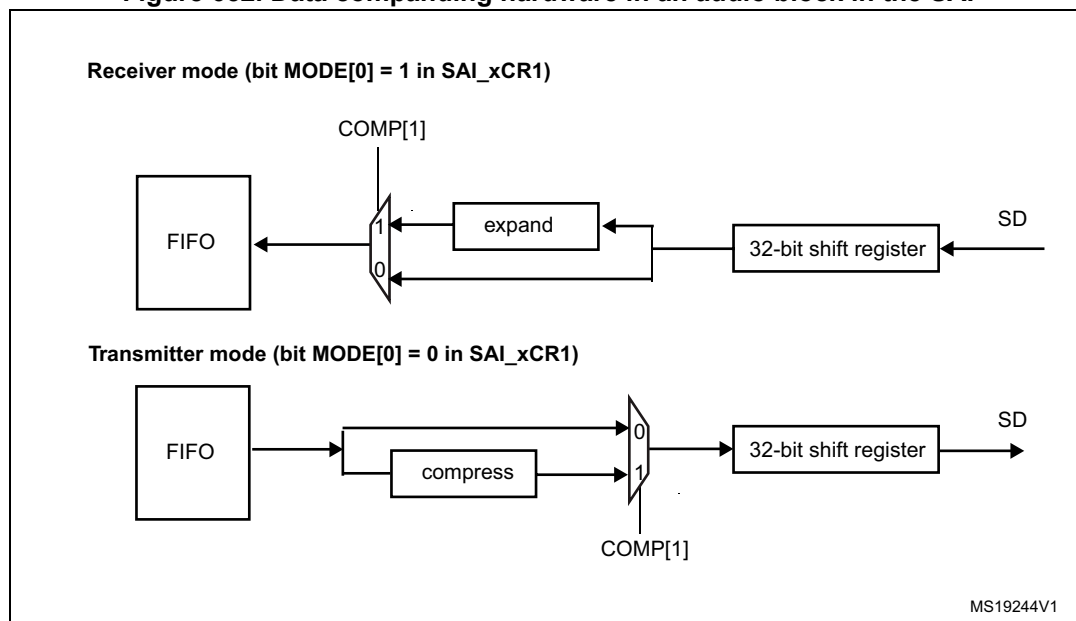 Receiver mode (bit MODE[0] = 1 in SAI_xCR1)
COMP[1]
FIFO
1
0
expand
32-bit shift register
SD
Transmitter mode (bit MODE[0] = 0 in SAI_xCR1)
FIFO
compress
0
1
32-bit shift register
SD
COMP[1]
MS19244V1